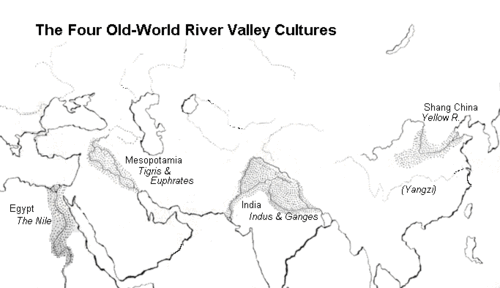 The Four Old-World River Valley Cultures
Shang China
Yellow R.
Mesopotamia
Tigris &
Euphrates
(Yangzi)
Egypt
The Nile
India
Indus & Ganges